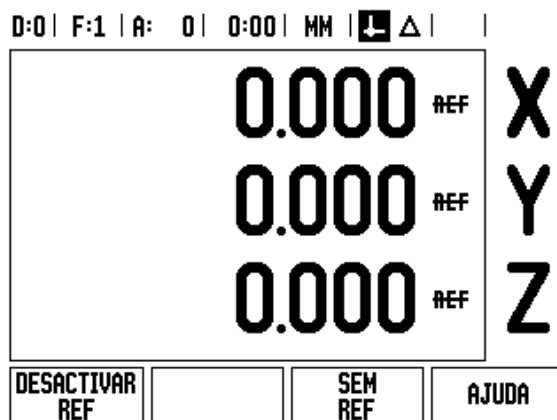 D:0 | F:1 | A: 0 | 0:00 | MM | Δ | |
0.000 REF X
0.000 REF Y
0.000 REF Z
DESACTIVAR REF
SEM REF
AJUDA